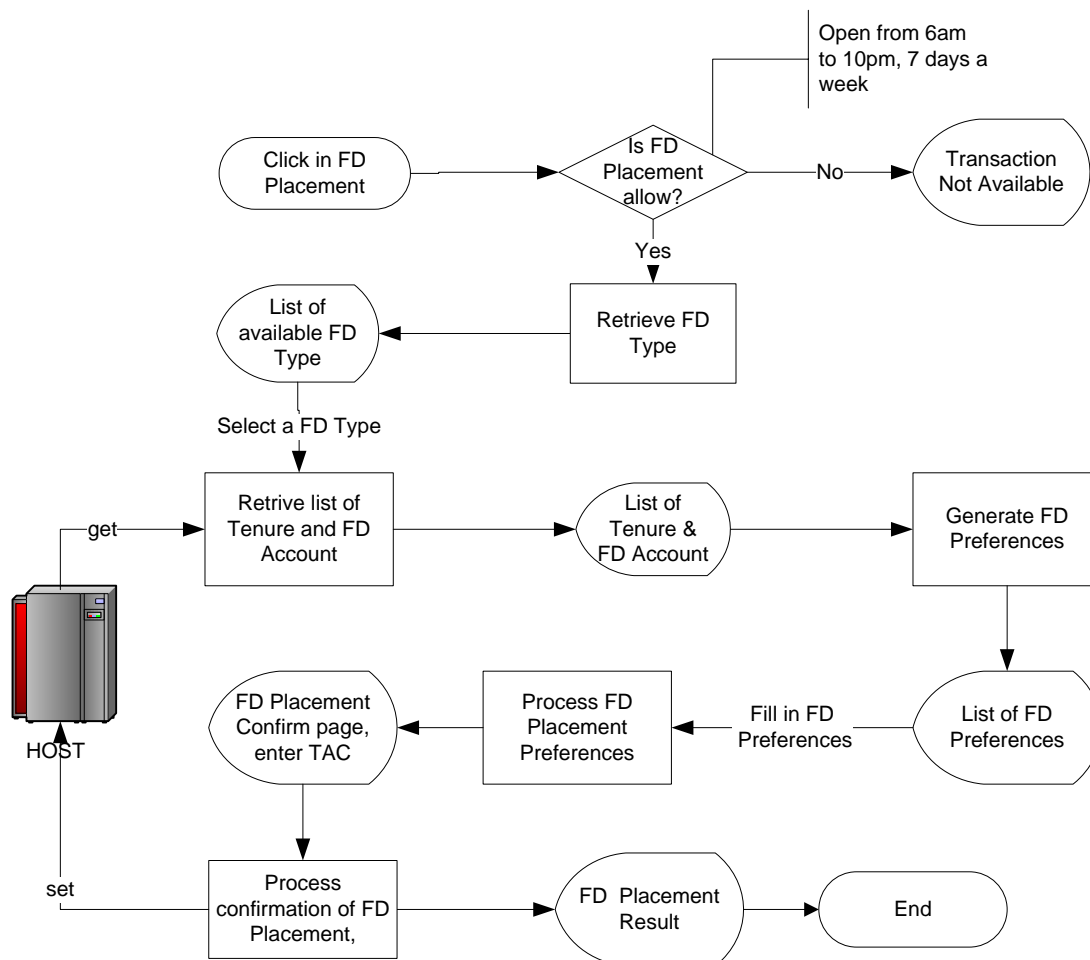 Open from 6am
to 10pm, 7 days a
week
Click in FD
Placement
Is FD
Placement
allow?
No
Transaction
Not Available
Yes
List of
available FD
Type
Retrieve FD
Type
Select a FD Type
get
Retrive list of
Tenure and FD
Account
List of
Tenure &
FD Account
Generate FD
Preferences
HOST
FD Placement
Confirm page,
enter TAC
Process FD
Placement
Preferences
Fill in FD
Preferences
List of FD
Preferences
set
Process
confirmation of FD
Placement,
FD Placement
Result
End